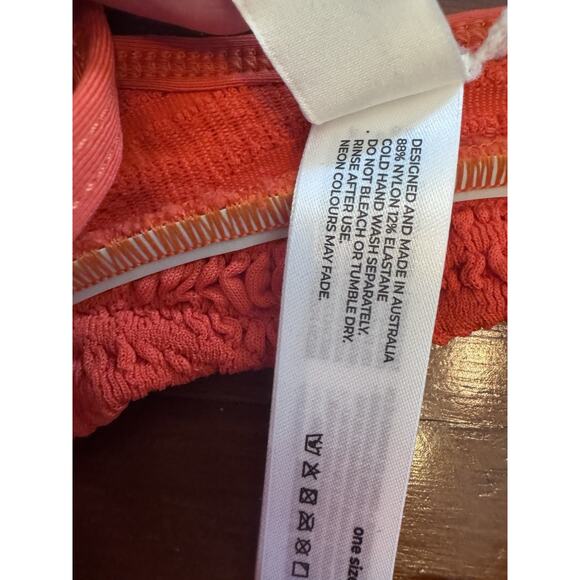 DESIGNED AND MADE IN AUSTRALIA
88% NYLON 12% ELASTANE
COLD HAND WASH SEPARATELY.
DO NOT BLEACH OR TUMBLE DRY.
RINSE AFTER USE.
NEON COLOURS MAY FADE.
one size